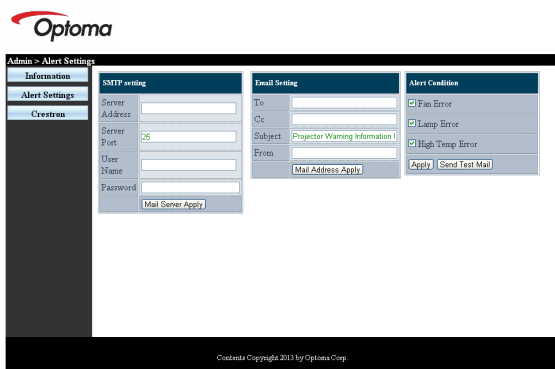 Optoma
Admin > Alert Settings
Information
Alert Settings
Crestron
SMTP setting
Server Address
Server Port
25
User Name
Password
Mail Server Apply
Email Setting
To
Cc
Subject
Projector Warning Information
From
Mail Address Apply
Alert Condition
Fan Error
Lamp Error
High Temp Error
Apply
Send Test Mail
Contents Copyright 2013 by Optoma Corp.